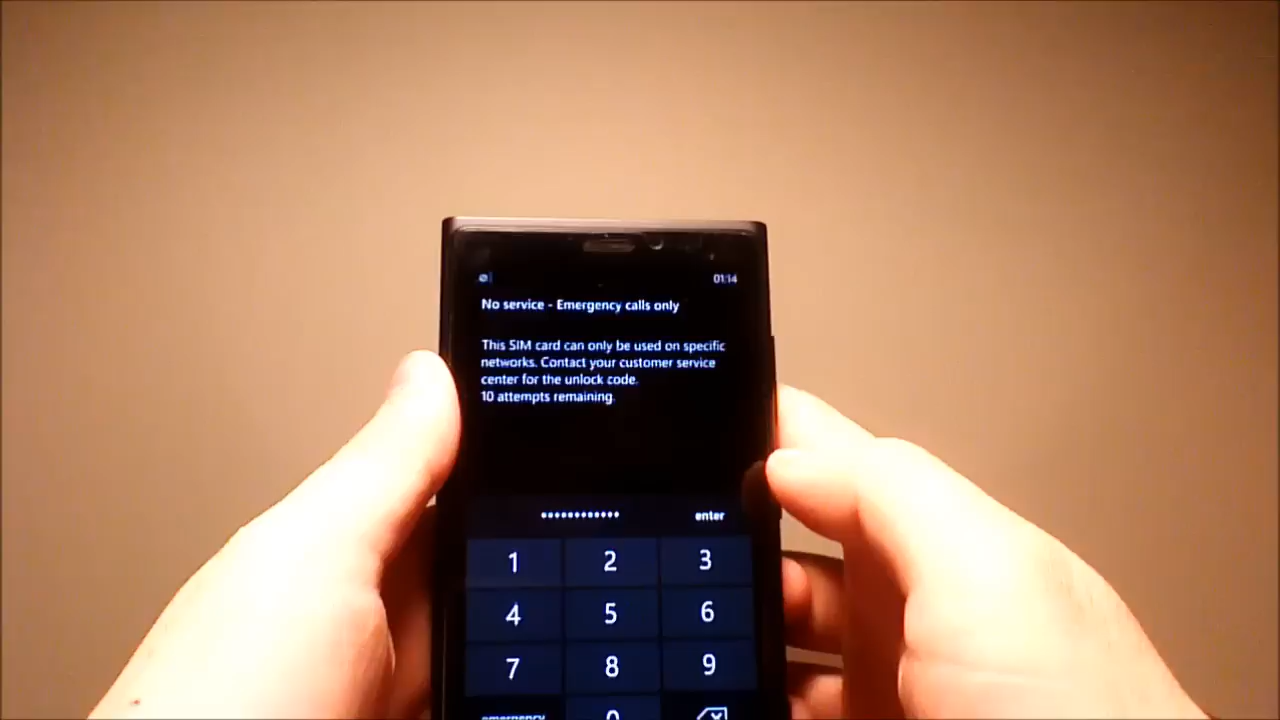 01:14
No service - Emergency calls only
This SIM card can only be used on specific
networks. Contact your customer service
center for the unlock code.
10 attempts remaining.
•••••••••••• enter
1 2 3
4 5 6
7 8 9
emergency 0